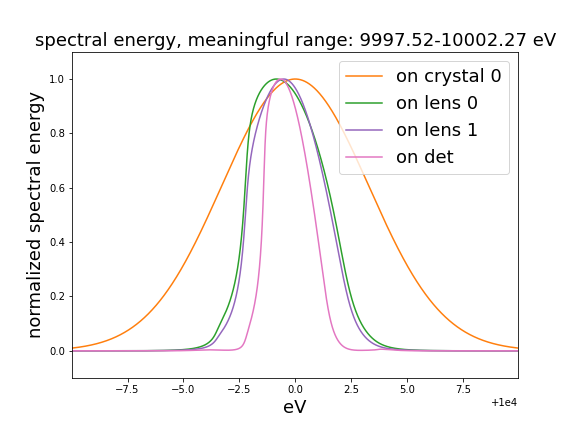 spectral energy, meaningful range: 9997.52-10002.27 eV
normalized spectral energy
1.0
0.8
0.6
0.4
0.2
0.0
on crystal 0
on lens 0
on lens 1
on det
−7.5 −5.0 −2.5 0.0 2.5 5.0 7.5
eV
+1e4